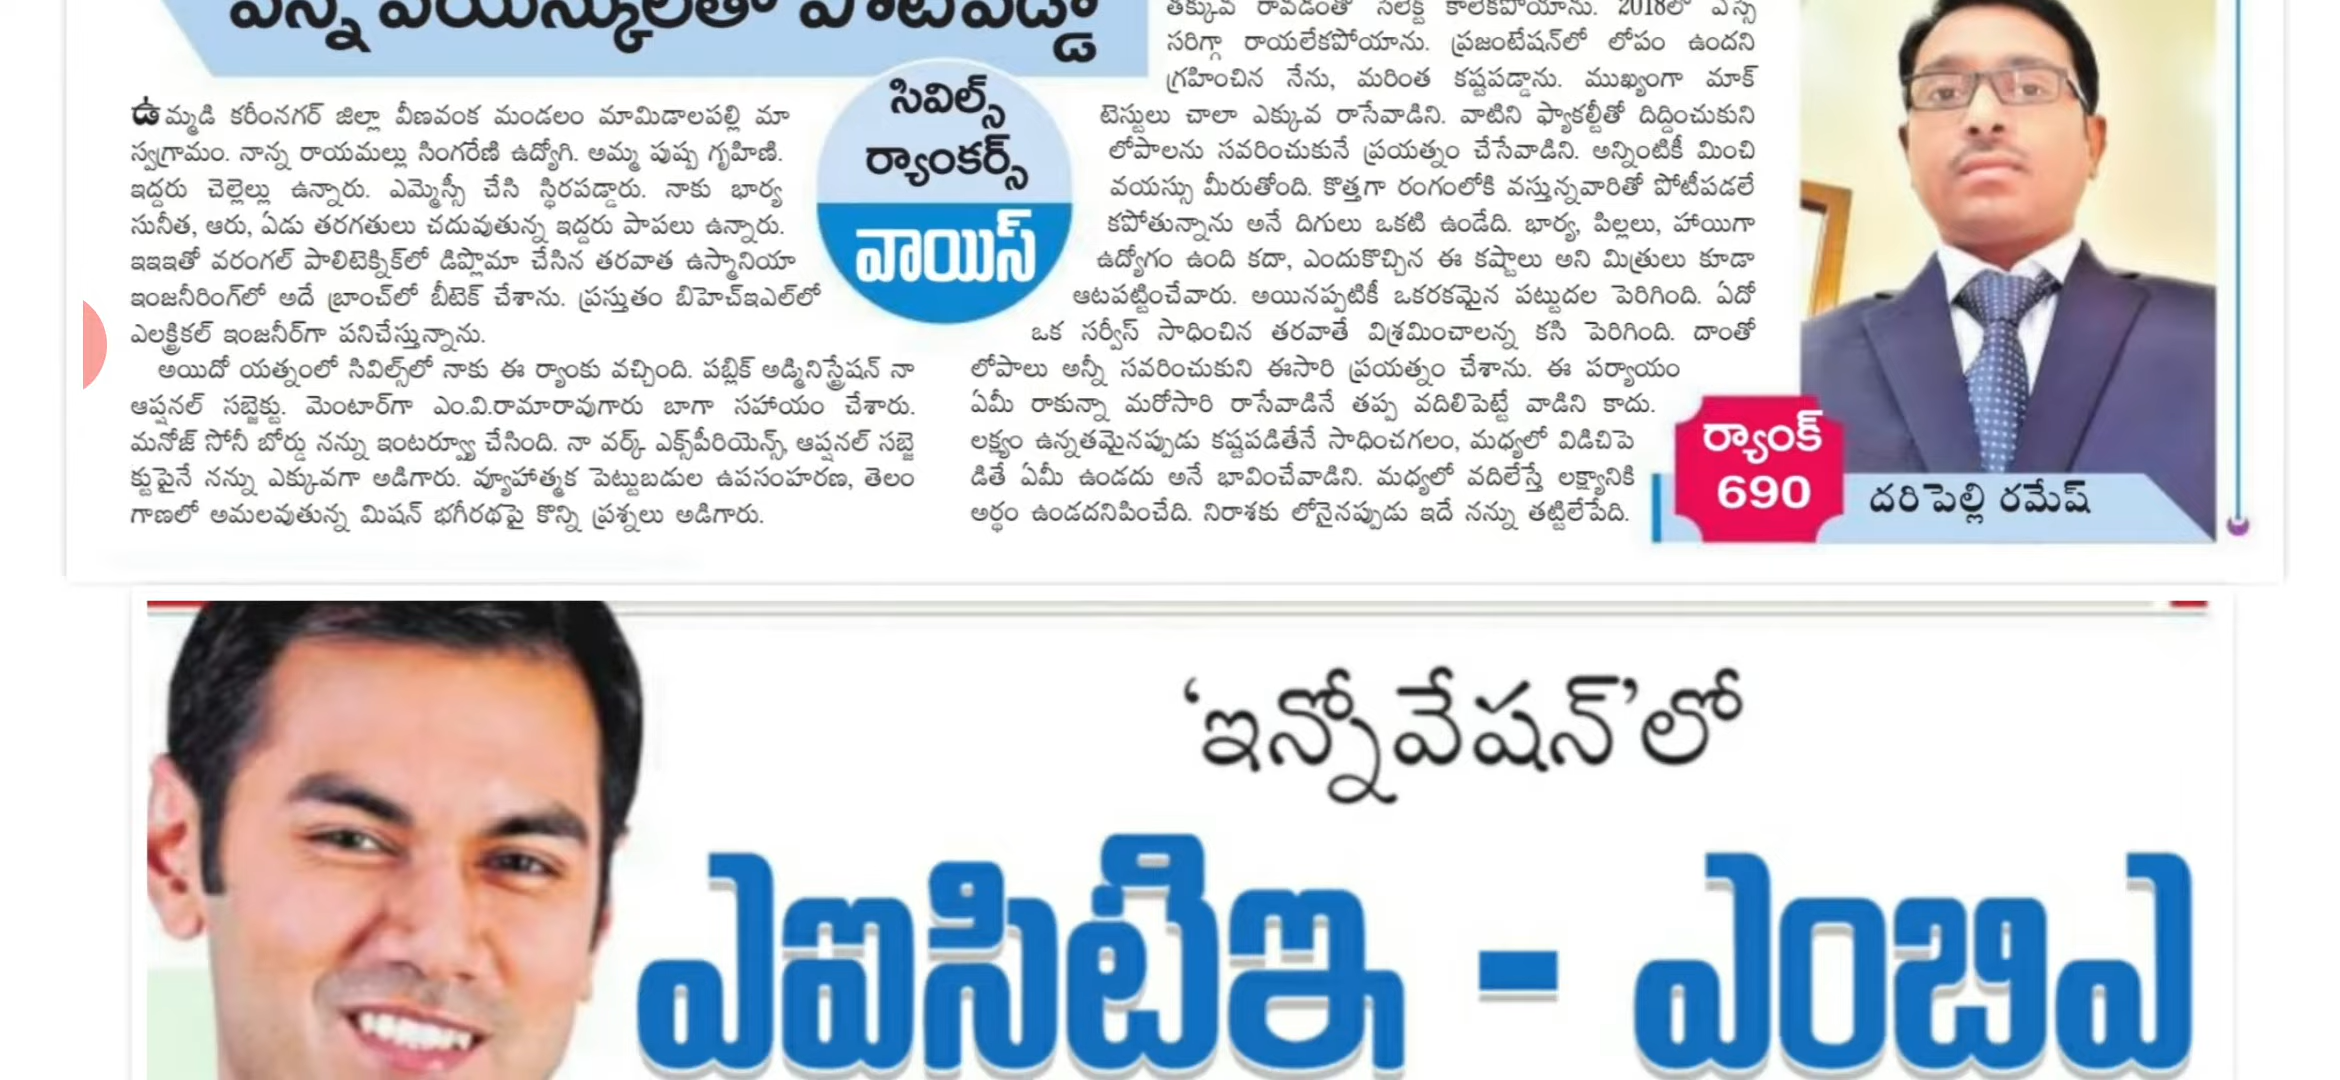 చిన్న వయస్కులతో పోటీపడ్డా
ఉమ్మడి కరీంనగర్ జిల్లా వీణవంక మండలం మామిడాలపల్లి మా
స్వగ్రామం. నాన్న రాయమల్లు సింగరేణి ఉద్యోగి. అమ్మ పుష్ప గృహిణి.
ఇద్దరు చెల్లెల్లు ఉన్నారు. ఎమ్మెస్సీ చేసి స్థిరపడ్డారు. నాకు భార్య
సునీత, ఆరు, ఏడు తరగతులు చదువుతున్న ఇద్దరు పాపలు ఉన్నారు.
ఇఇఇతో వరంగల్ పాలిటెక్నిక్‌లో డిప్లొమా చేసిన తరవాత ఉస్మానియా
ఇంజనీరింగ్‌లో అదే బ్రాంచ్‌లో బీటెక్ చేశాను. ప్రస్తుతం బిహెచ్ఇఎల్‌లో
ఎలక్ట్రికల్ ఇంజనీర్‌గా పనిచేస్తున్నాను.
అయిదో యత్నంలో సివిల్స్‌లో నాకు ఈ ర్యాంకు వచ్చింది. పబ్లిక్ అడ్మినిస్ట్రేషన్ నా
ఆప్షనల్ సబ్జెక్టు. మెంటార్‌గా ఎం.వి.రామారావుగారు బాగా సహాయం చేశారు.
మనోజ్ సోనీ బోర్డు నన్ను ఇంటర్వ్యూ చేసింది. నా వర్క్ ఎక్స్‌పీరియెన్స్, ఆప్షనల్ సబ్జె
క్టుపైనే నన్ను ఎక్కువగా అడిగారు. వ్యూహాత్మక పెట్టుబడుల ఉపసంహరణ, తెలం
గాణలో అమలవుతున్న మిషన్ భగీరథపై కొన్ని ప్రశ్నలు అడిగారు.
సివిల్స్
ర్యాంకర్స్
వాయిస్
తక్కువ రావడంతో సెలెక్ట్ కాలేకపోయాను. 2018లో ఎస్సే
సరిగ్గా రాయలేకపోయాను. ప్రజంటేషన్‌లో లోపం ఉందని
గ్రహించిన నేను, మరింత కష్టపడ్డాను. ముఖ్యంగా మాక్
టెస్టులు చాలా ఎక్కువ రాసేవాడిని. వాటిని ఫ్యాకల్టీతో దిద్దించుకుని
లోపాలను సవరించుకునే ప్రయత్నం చేసేవాడిని. అన్నింటికీ మించి
వయస్సు మీరుతోంది. కొత్తగా రంగంలోకి వస్తున్నవారితో పోటీపడలే
కపోతున్నాను అనే దిగులు ఒకటి ఉండేది. భార్య, పిల్లలు, హాయిగా
ఉద్యోగం ఉంది కదా, ఎందుకొచ్చిన ఈ కష్టాలు అని మిత్రులు కూడా
ఆటపట్టించేవారు. అయినప్పటికీ ఒకరకమైన పట్టుదల పెరిగింది. ఏదో
ఒక సర్వీస్ సాధించిన తరవాతే విశ్రమించాలన్న కసి పెరిగింది. దాంతో
లోపాలు అన్నీ సవరించుకుని ఈసారి ప్రయత్నం చేశాను. ఈ పర్యాయం
ఏమీ రాకున్నా మరోసారి రాసేవాడినే తప్ప వదిలిపెట్టే వాడిని కాదు.
లక్ష్యం ఉన్నతమైనప్పుడు కష్టపడితేనే సాధించగలం, మధ్యలో విడిచిపె
డితే ఏమీ ఉండదు అనే భావించేవాడిని. మధ్యలో వదిలేస్తే లక్ష్యానికి
అర్థం ఉండదనిపించేది. నిరాశకు లోనైనప్పుడు ఇదే నన్ను తట్టిలేపేది.
ర్యాంక్
690
దరిపెల్లి రమేష్
‘ఇన్నోవేషన్’లో
ఎఐసిటిఇ - ఎంబిఎ